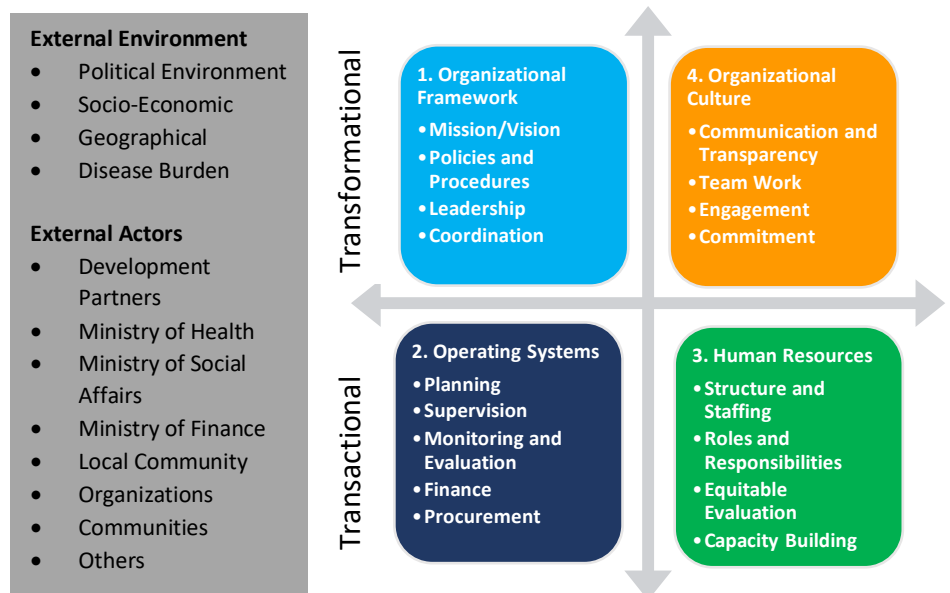 External Environment
• Political Environment
• Socio-Economic
• Geographical
• Disease Burden
External Actors
• Development
Partners
• Ministry of Health
• Ministry of Social
Affairs
• Ministry of Finance
• Local Community
• Organizations
• Communities
• Others
Transformational
1. Organizational
Framework
•Mission/Vision
•Policies and
Procedures
•Leadership
•Coordination
4. Organizational
Culture
•Communication and
Transparency
•Team Work
•Engagement
•Commitment
Transactional
2. Operating Systems
•Planning
•Supervision
•Monitoring and
Evaluation
•Finance
•Procurement
3. Human Resources
•Structure and
Staffing
•Roles and
Responsibilities
•Equitable
Evaluation
•Capacity Building